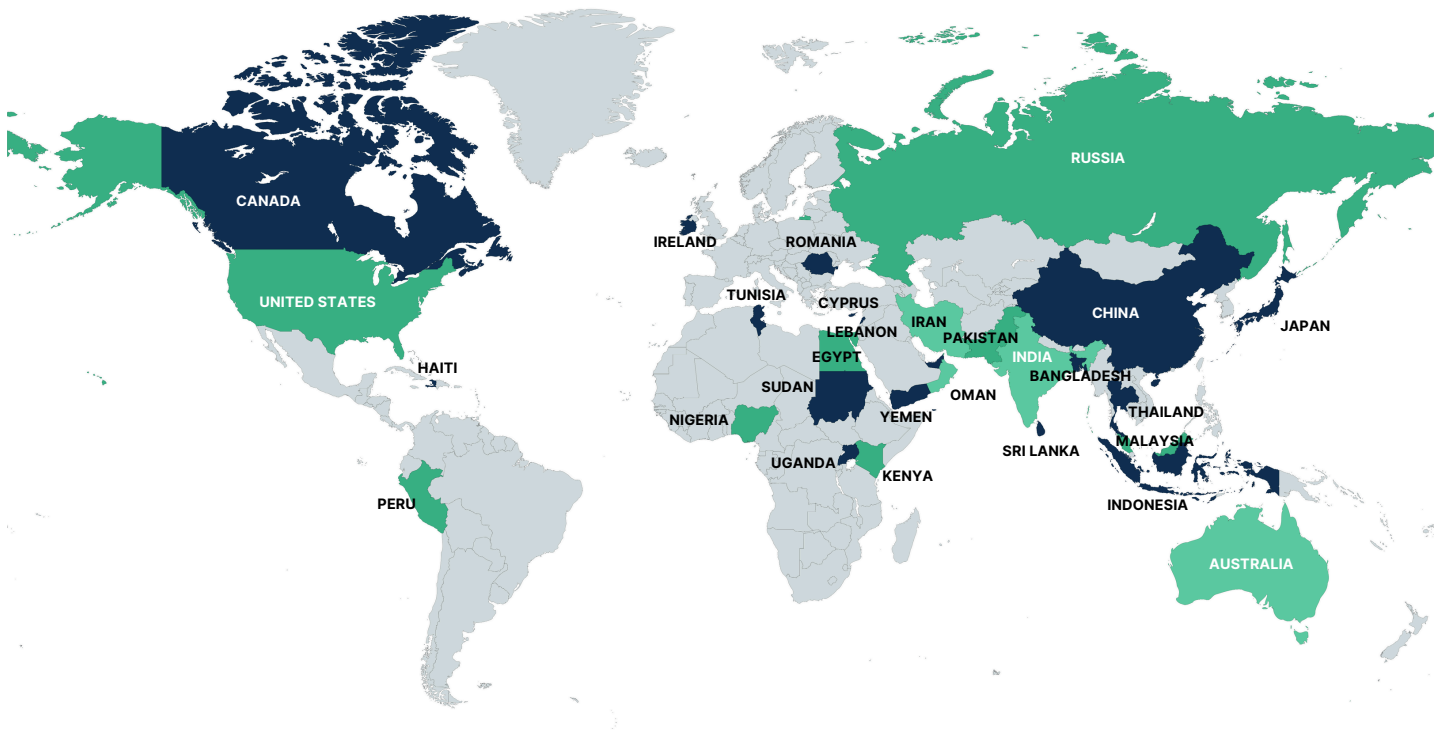 RUSSIA
CANADA
IRELAND
ROMANIA
TUNISIA
CYPRUS
UNITED STATES
CHINA
IRAN
JAPAN
LEBANON
PAKISTAN
EGYPT
INDIA
HAITI
BANGLADESH
SUDAN
OMAN
YEMEN
THAILAND
NIGERIA
MALAYSIA
SRI LANKA
UGANDA
KENYA
PERU
INDONESIA
AUSTRALIA